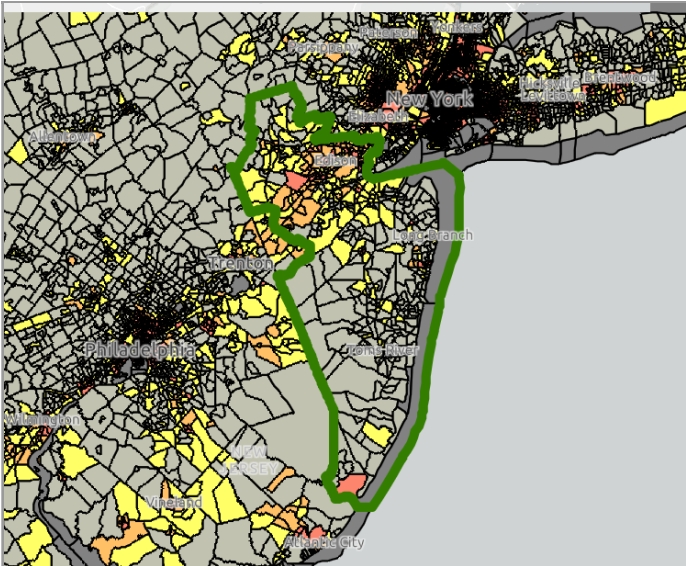 Paterson
Yonkers
Parsippany
Hicksville
Brentwood
Levittown
New York
Elizabeth
Allentown
Edison
Long Branch
Trenton
Philadelphia
Toms River
Wilmington
NEW
JERSEY
Vineland
Atlantic City